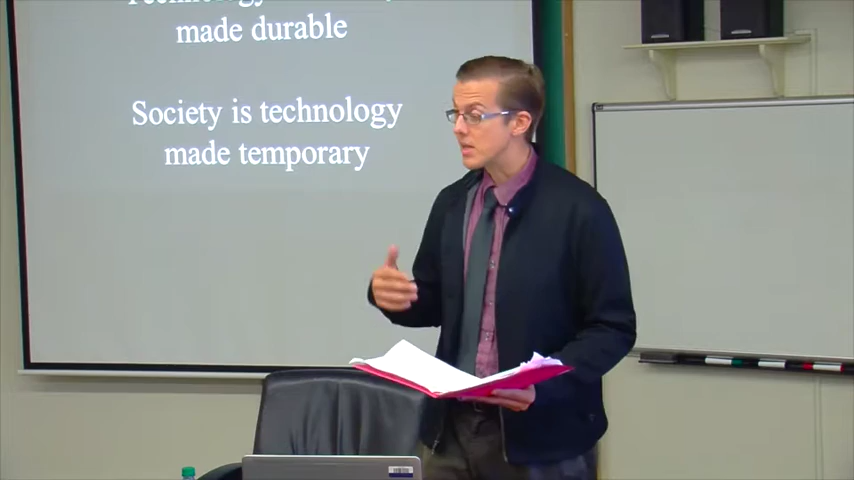 made durable
Society is technology
made temporary